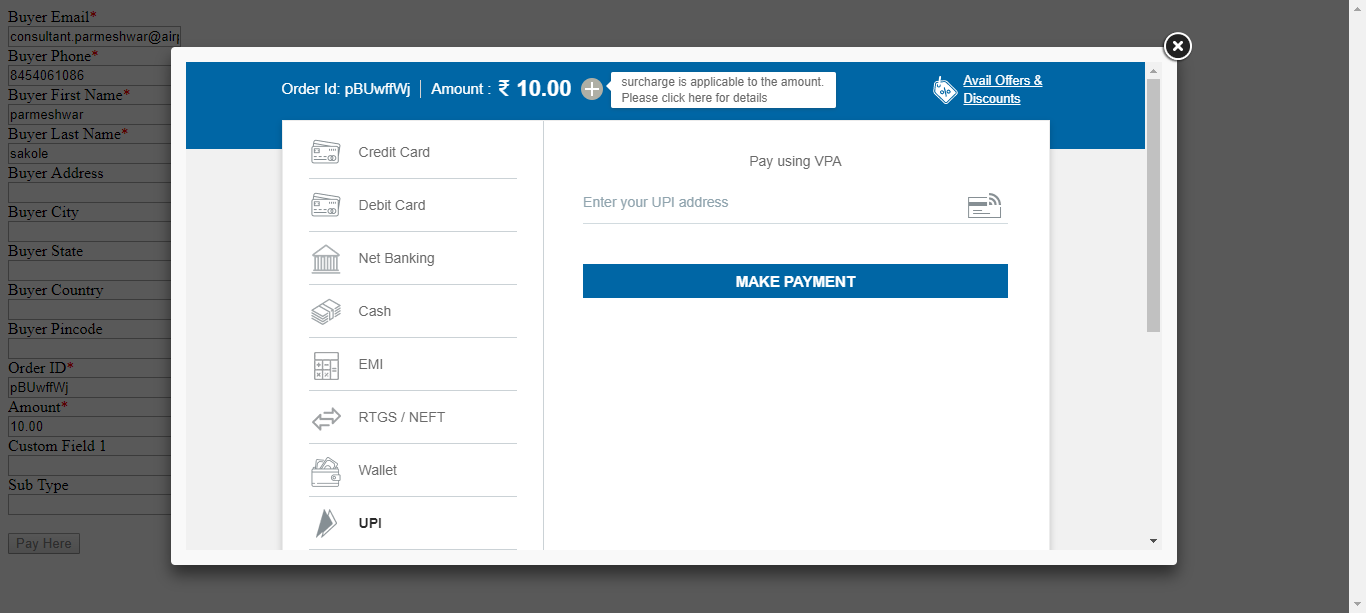 Buyer Email*
consultant.parmeshwar@air
Buyer Phone*
8454061086
Buyer First Name*
parmeshwar
Buyer Last Name*
sakole
Buyer Address
Buyer City
Buyer State
Buyer Country
Buyer Pincode
Order ID*
pBUwffWj
Amount*
10.00
Custom Field 1
Sub Type
Pay Here
Order Id: pBUwffWj | Amount : ₹ 10.00
surcharge is applicable to the amount.
Please click here for details
Avail Offers &
Discounts
Credit Card
Debit Card
Net Banking
Cash
EMI
RTGS / NEFT
Wallet
UPI
Pay using VPA
Enter your UPI address
MAKE PAYMENT